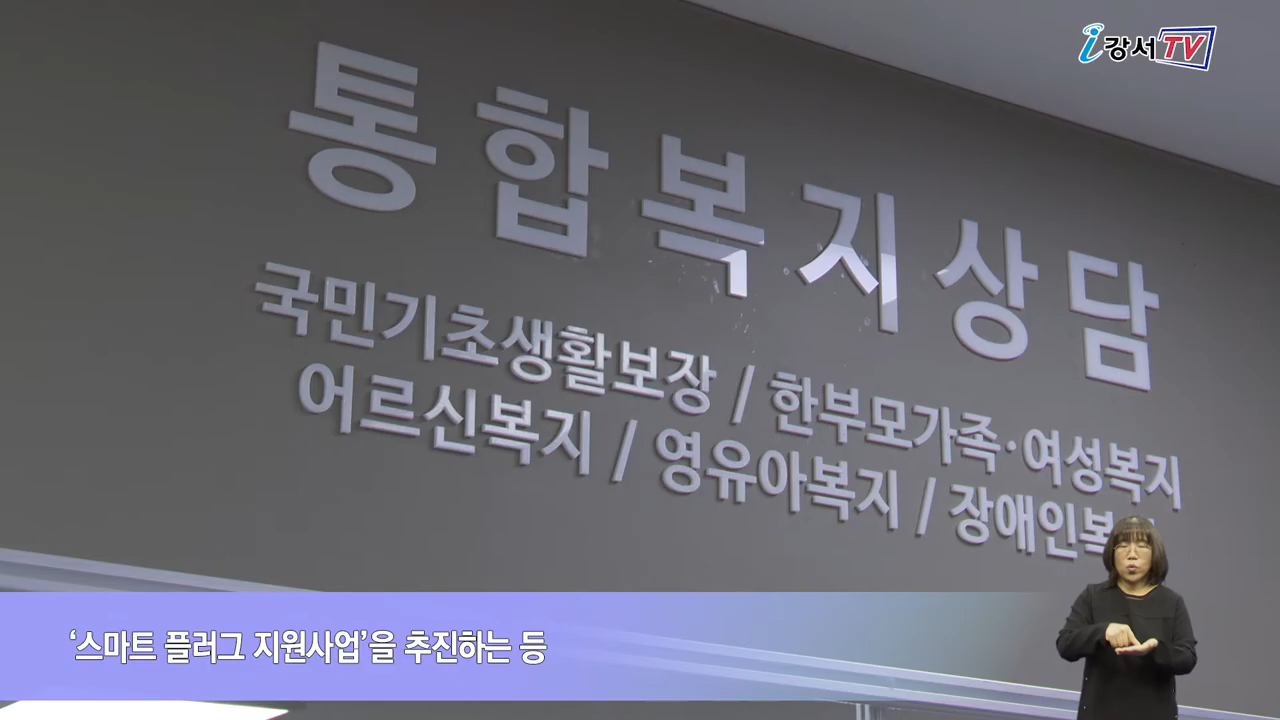 i강서TV
통합복지상담
국민기초생활보장 / 한부모가족·여성복지
어르신복지 / 영유아복지 / 장애인복
‘스마트 플러그 지원사업’을 추진하는 등